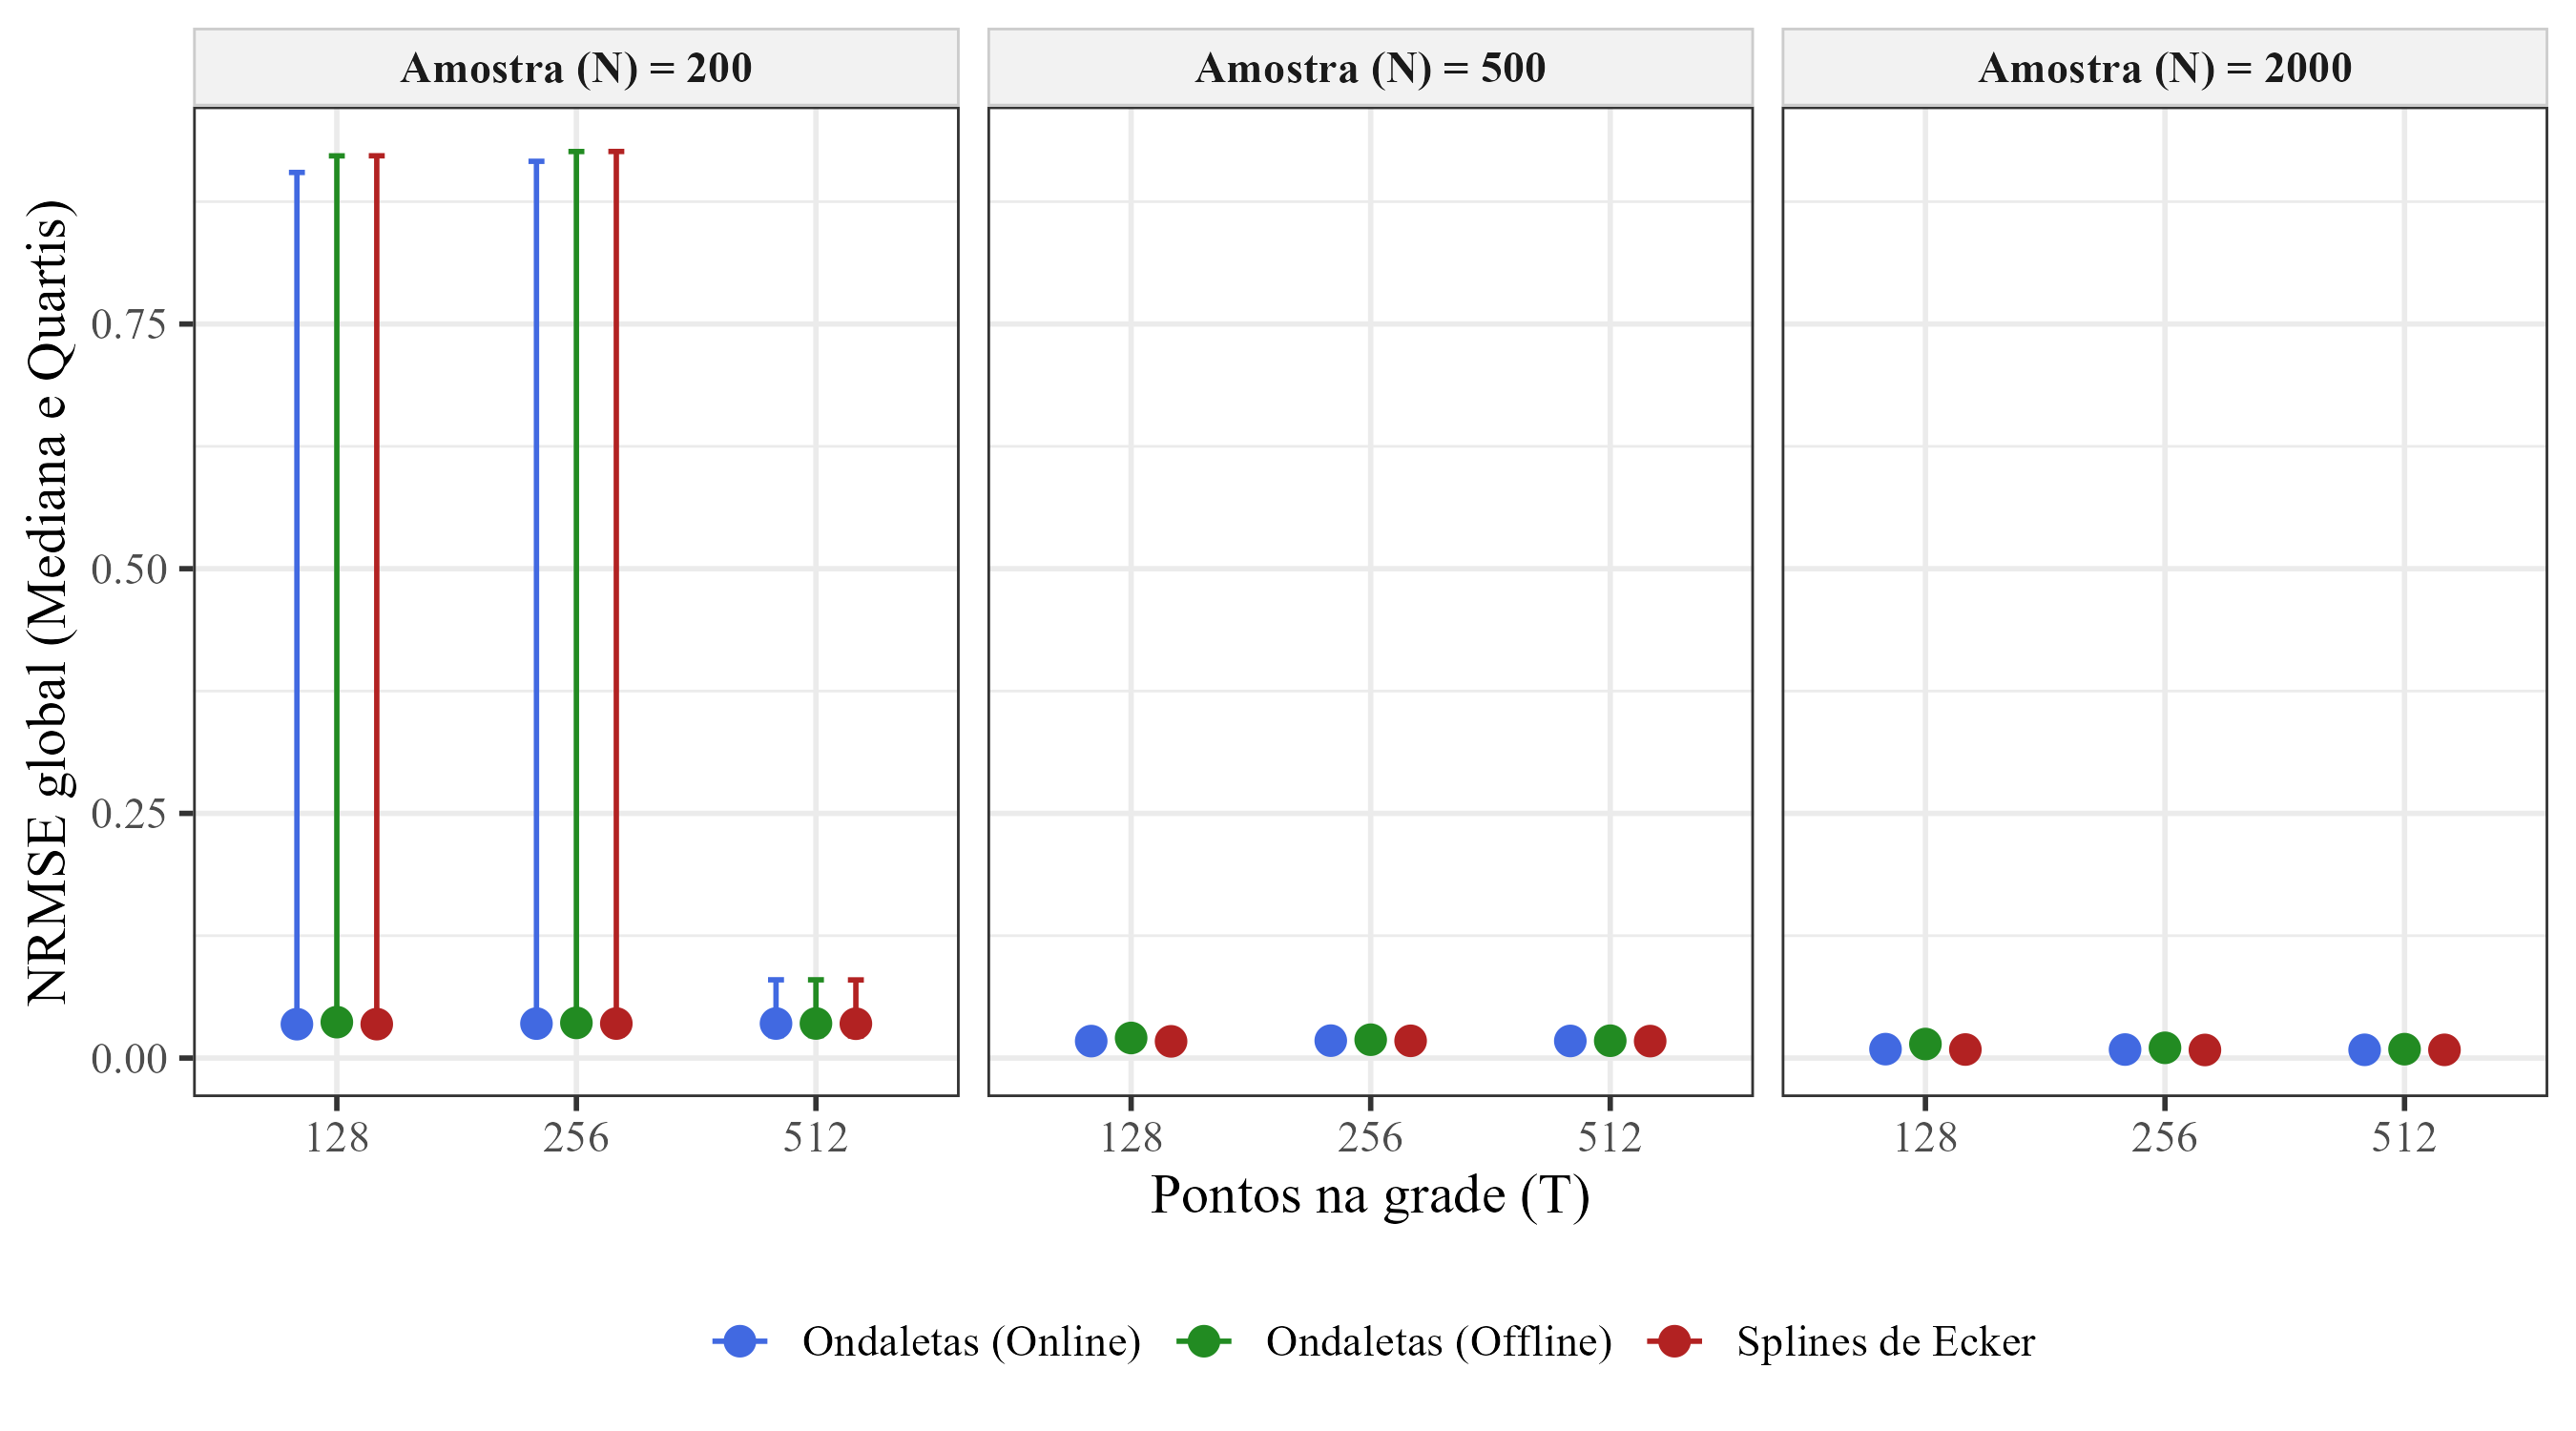 Amostra (N) = 200
Amostra (N) = 500
Amostra (N) = 2000
NRMSE global (Mediana e Quartis)
0.75
0.50
0.25
0.00
128 256 512
128 256 512
128 256 512
Pontos na grade (T)
Ondaletas (Online)
Ondaletas (Offline)
Splines de Ecker